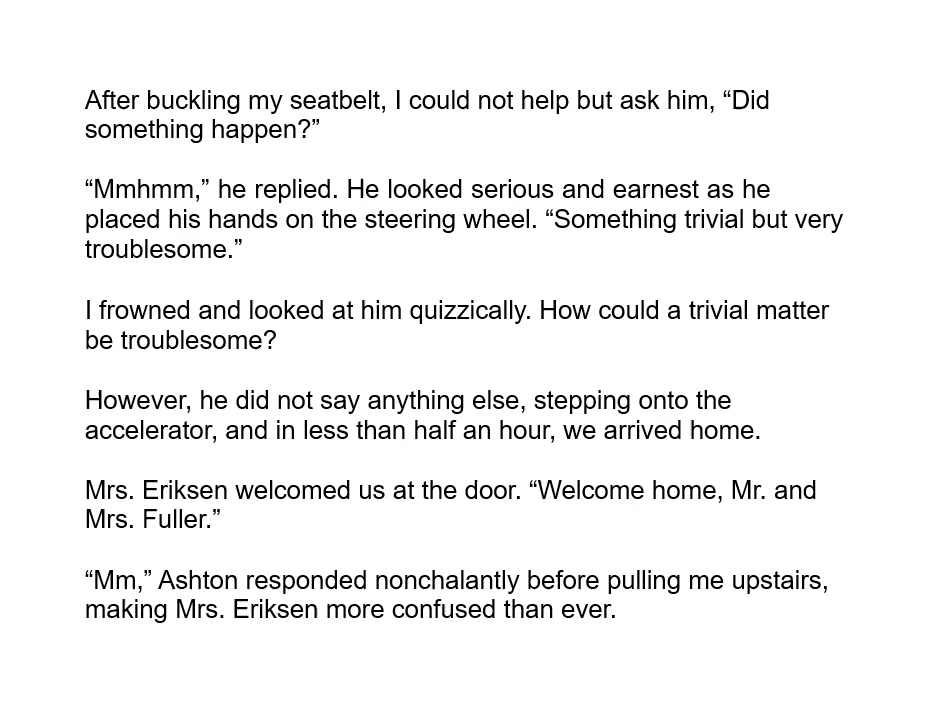 After buckling my seatbelt, I could not help but ask him, “Did
something happen?”
“Mmhmm,” he replied. He looked serious and earnest as he
placed his hands on the steering wheel. “Something trivial but very
troublesome.”
I frowned and looked at him quizzically. How could a trivial matter
be troublesome?
However, he did not say anything else, stepping onto the
accelerator, and in less than half an hour, we arrived home.
Mrs. Eriksen welcomed us at the door. “Welcome home, Mr. and
Mrs. Fuller.”
“Mm,” Ashton responded nonchalantly before pulling me upstairs,
making Mrs. Eriksen more confused than ever.